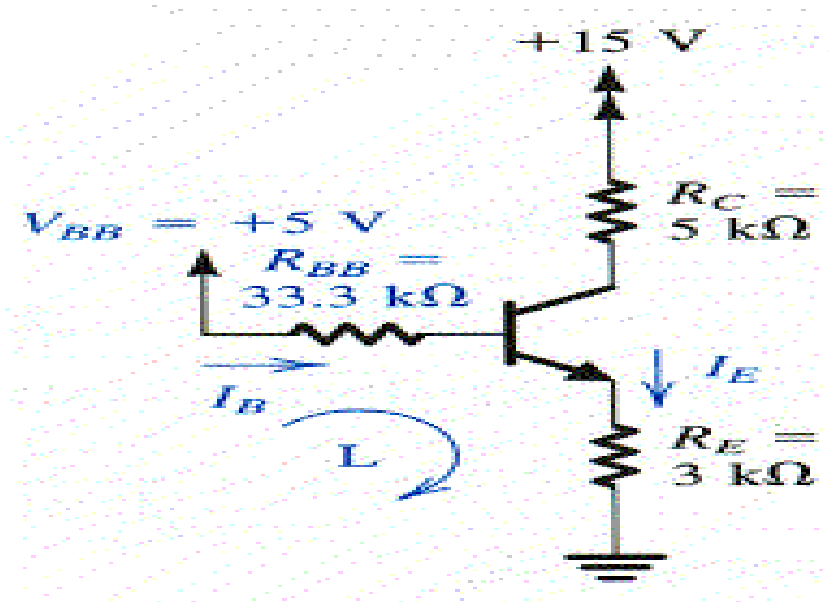 +15 V
V_BB = +5 V
R_BB =
33.3 kΩ
R_C =
5 kΩ
I_B
I_E
L
R_E =
3 kΩ